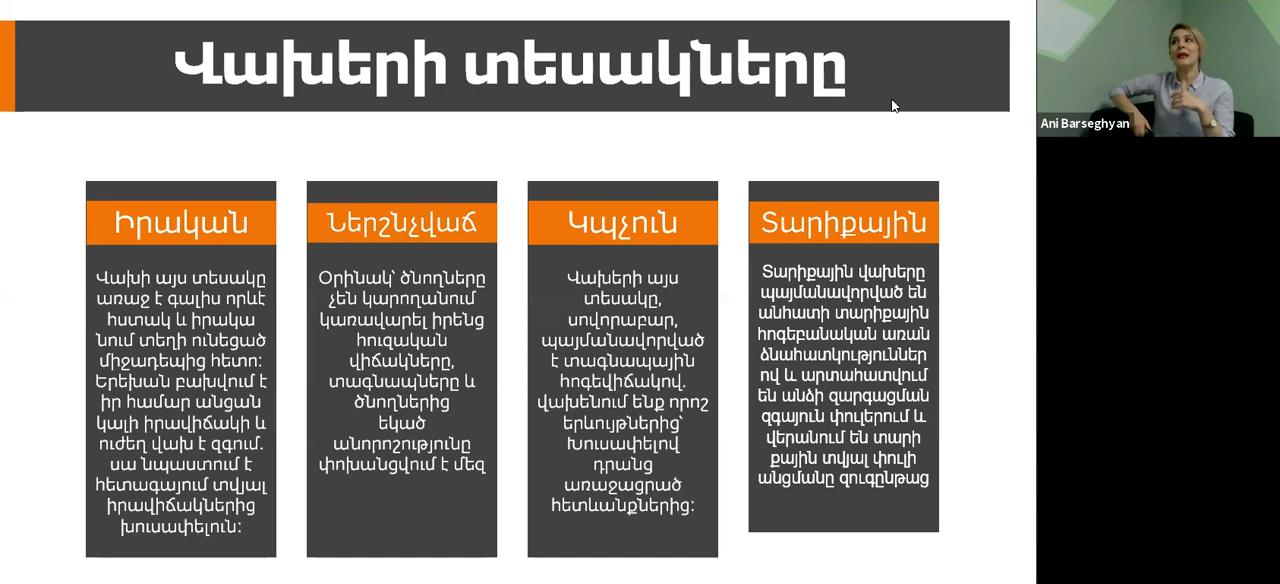 Վախերի տեսակները
Ani Barseghyan
Իրական
Վախի այս տեսակը
առաջ է գալիս որևէ
հստակ և իրակա
նում տեղի ունեցած
միջադեպից հետո:
Երեխան բախվում է
իր համար անցան
կալի իրավիճակի և
ուժեղ վախ է զգում.
սա նպաստում է
հետագայում տվյալ
իրավիճակներից
խուսափելուն:
Ներշնչված
Օրինակ՝ ծնողները
չեն կարողանում
կառավարել իրենց
հուզական
վիճակները,
տագնապները և
ծնողներից
եկած
անորոշությունը
փոխանցվում է մեզ
Կպչուն
Վախերի այս
տեսակը,
սովորաբար,
պայմանավորված
է տագնապային
հոգեվիճակով.
վախենում ենք որոշ
երևույթներից՝
Խուսափելով
դրանց
առաջացրած
հետևանքներից:
Տարիքային
Տարիքային վախերը
պայմանավորված են
անհատի տարիքային
հոգեբանական առան
ձնահատկություններ
ով և արտահատվում
են անձի զարգացման
զգայուն փուլերում և
վերանում են տարի
քային տվյալ փուլի
անցմանը զուգընթաց